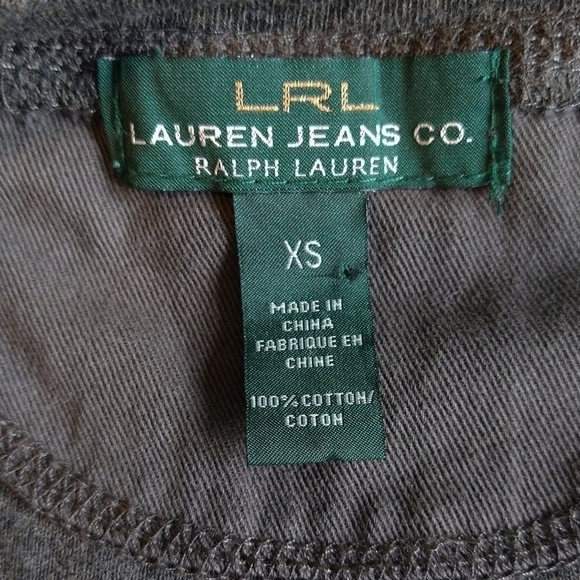 LRL
LAUREN JEANS CO.
RALPH LAUREN
XS
MADE IN
CHINA
FABRIQUE EN
CHINE
100% COTTON/
COTON